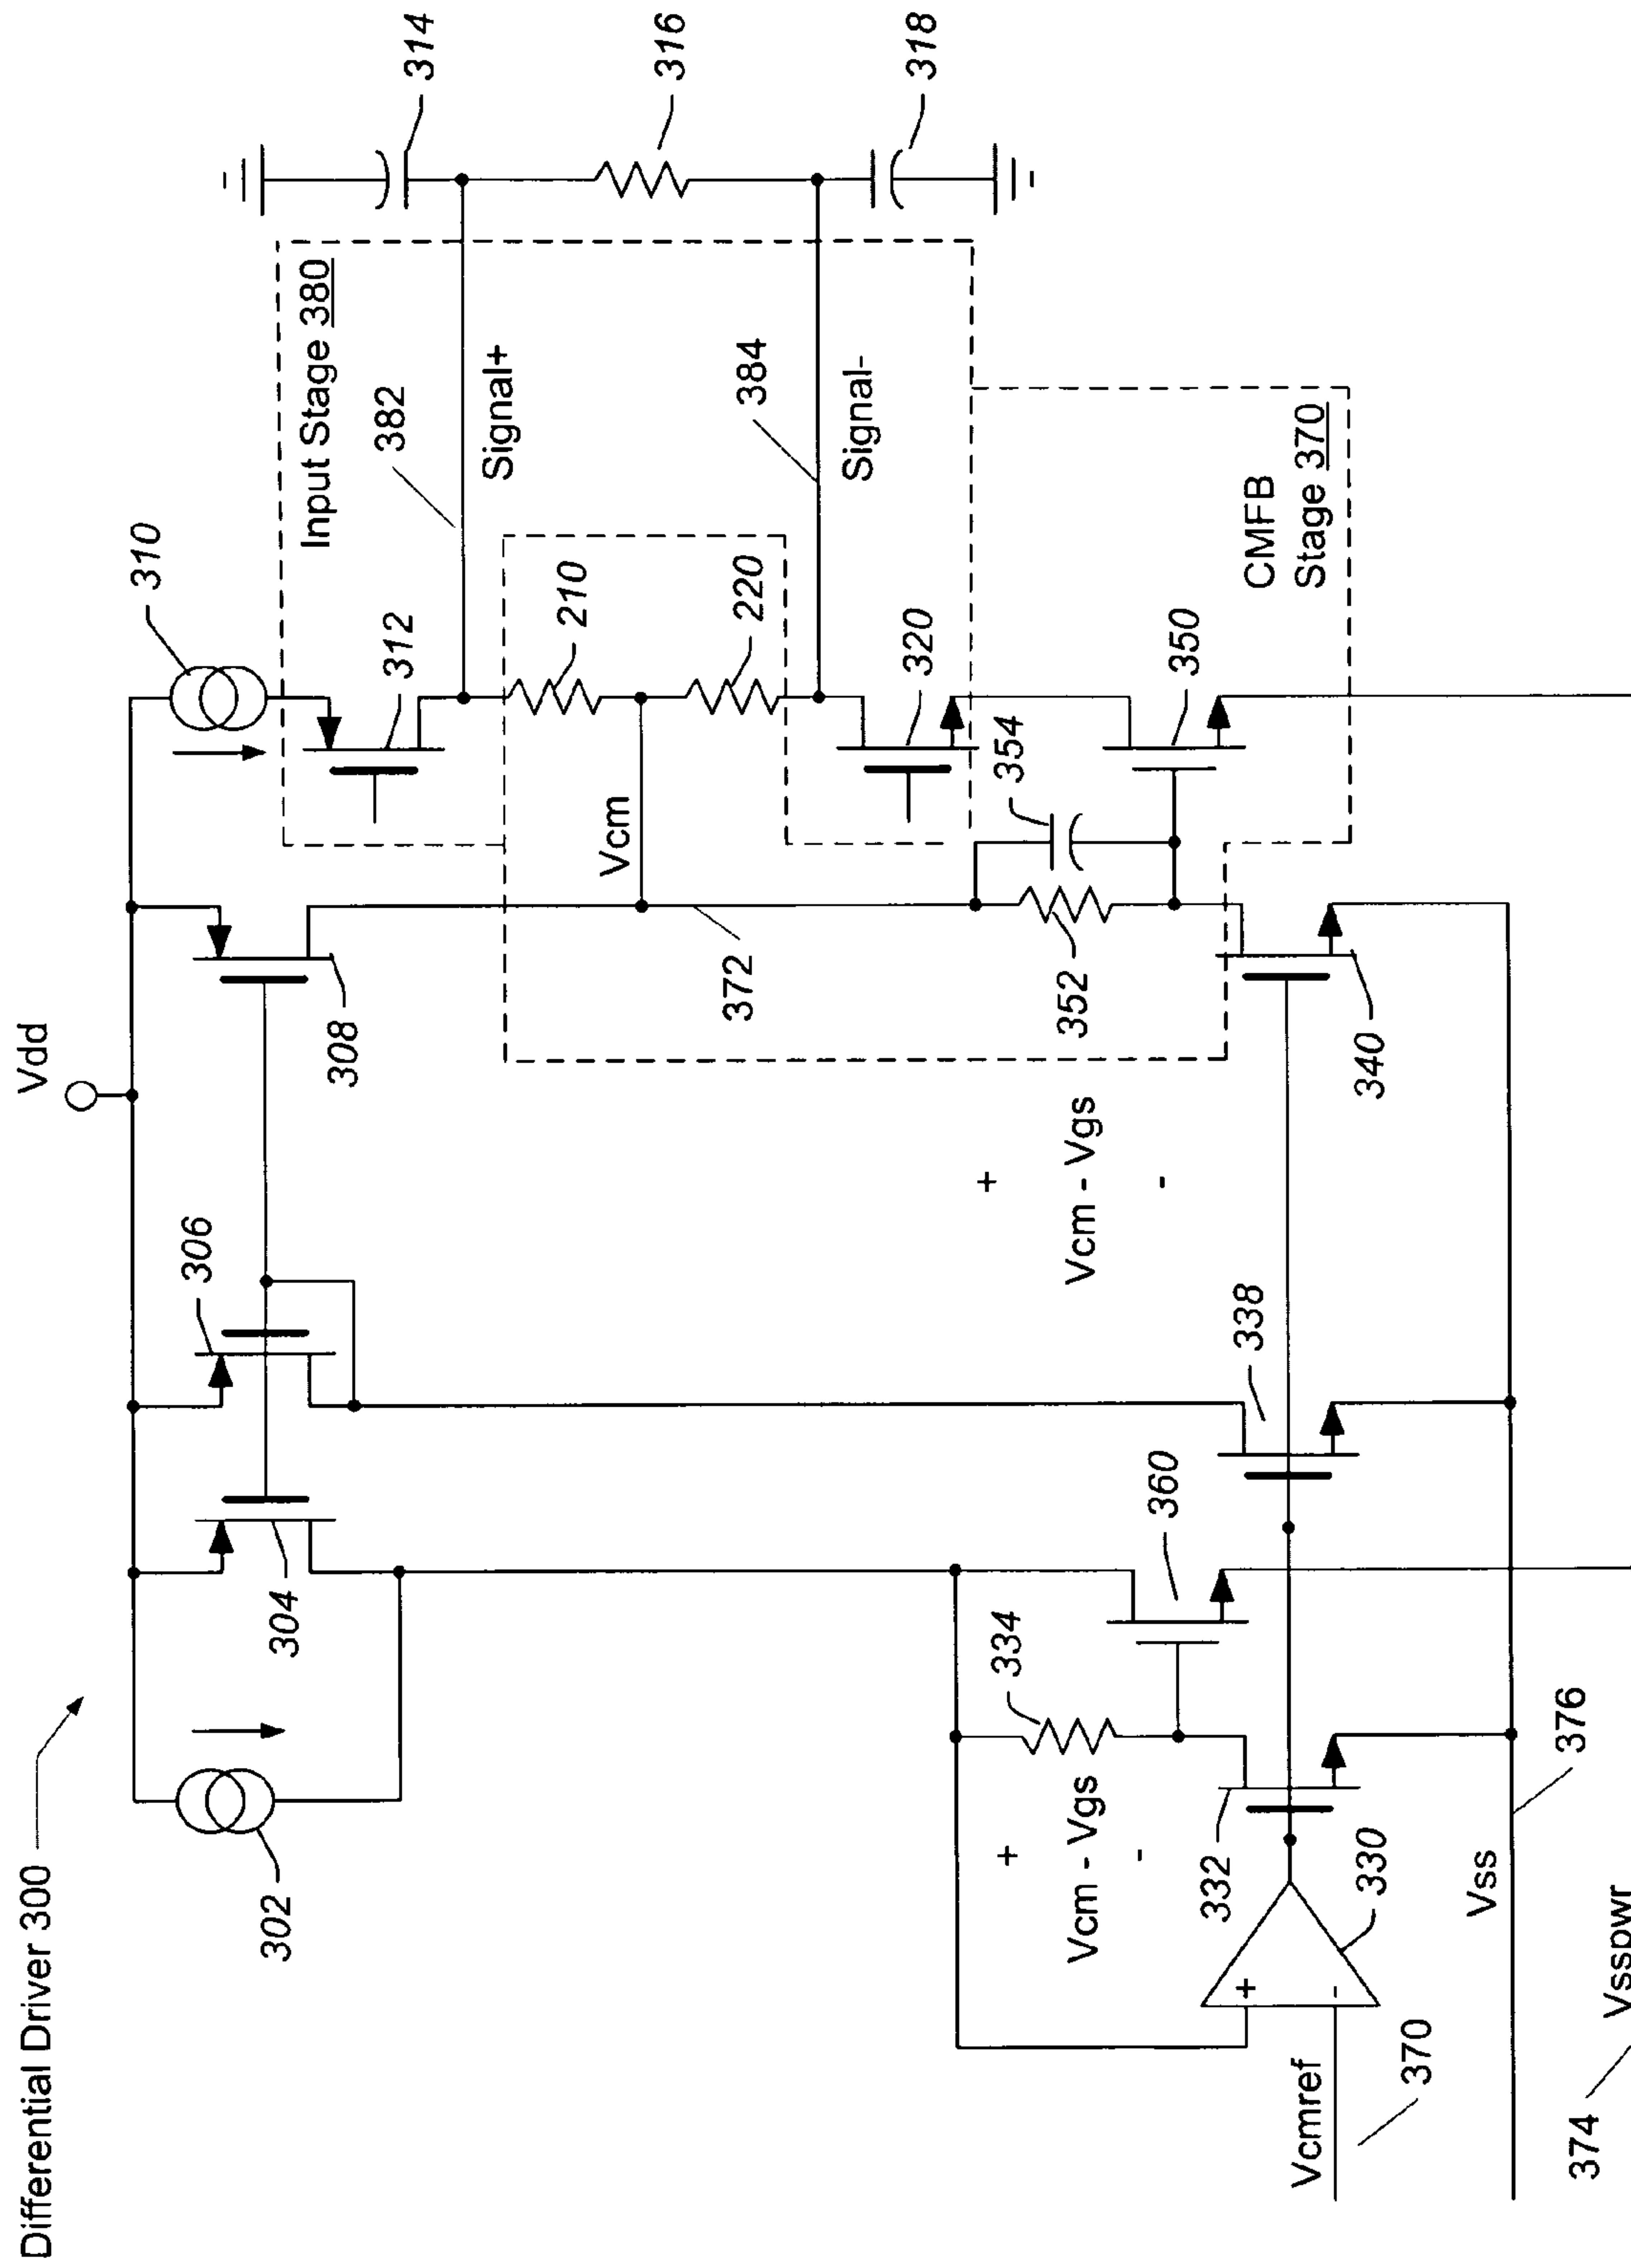 Differential Driver 300
Vdd
302
304
306
308
310
312
314
316
318
Input Stage 380
382
Signal+
210
220
Vcm
384
Signal-
320
372
352
354
350
CMFB
Stage 370
340
Vcm - Vgs
+
-
338
360
334
+
Vcm - Vgs
-
332
330
+
-
Vcmref
370
Vss
376
374
Vsspwr